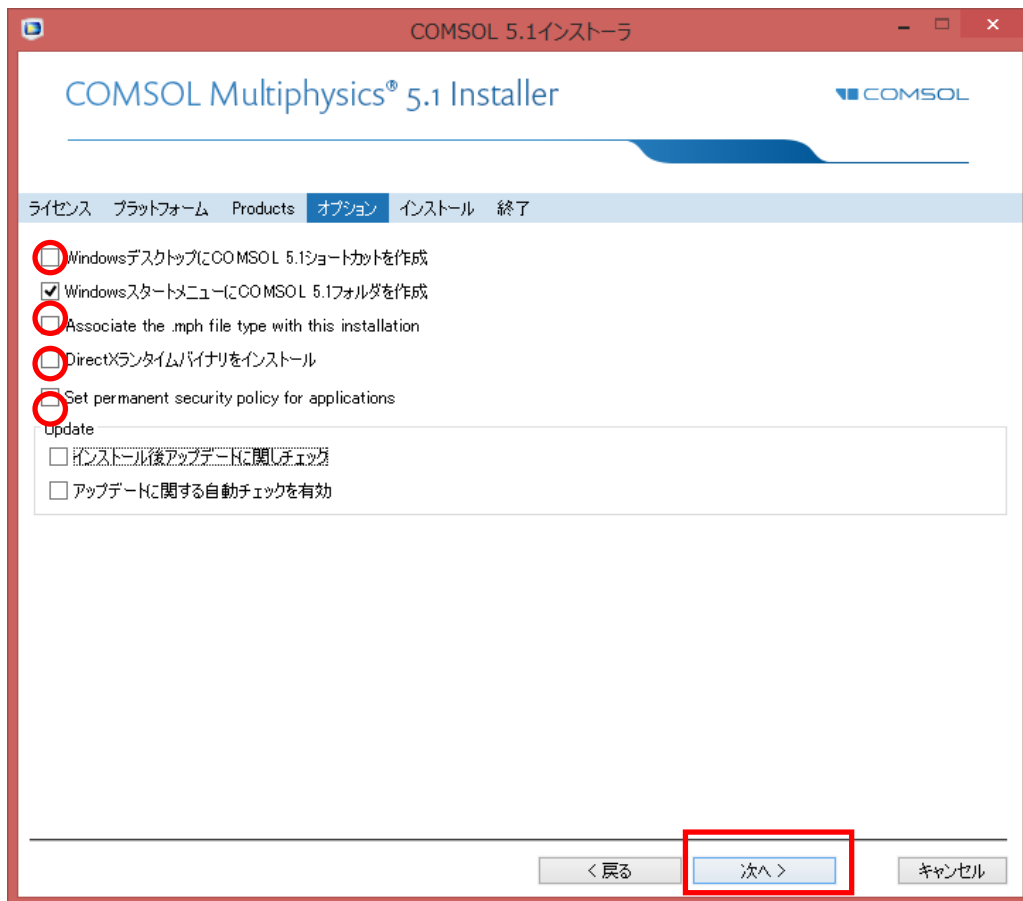 COMSOL 5.1インストーラ
COMSOL Multiphysics® 5.1 Installer
COMSOL
ライセンス プラットフォーム Products オプション インストール 終了
WindowsデスクトップにCOMSOL 5.1ショートカットを作成
WindowsスタートメニューにCOMSOL 5.1フォルダを作成
Associate the .mph file type with this installation
DirectXランタイムバイナリをインストール
Set permanent security policy for applications
Update
インストール後アップデートに関しチェック
アップデートに関する自動チェックを有効
< 戻る 次へ > キャンセル